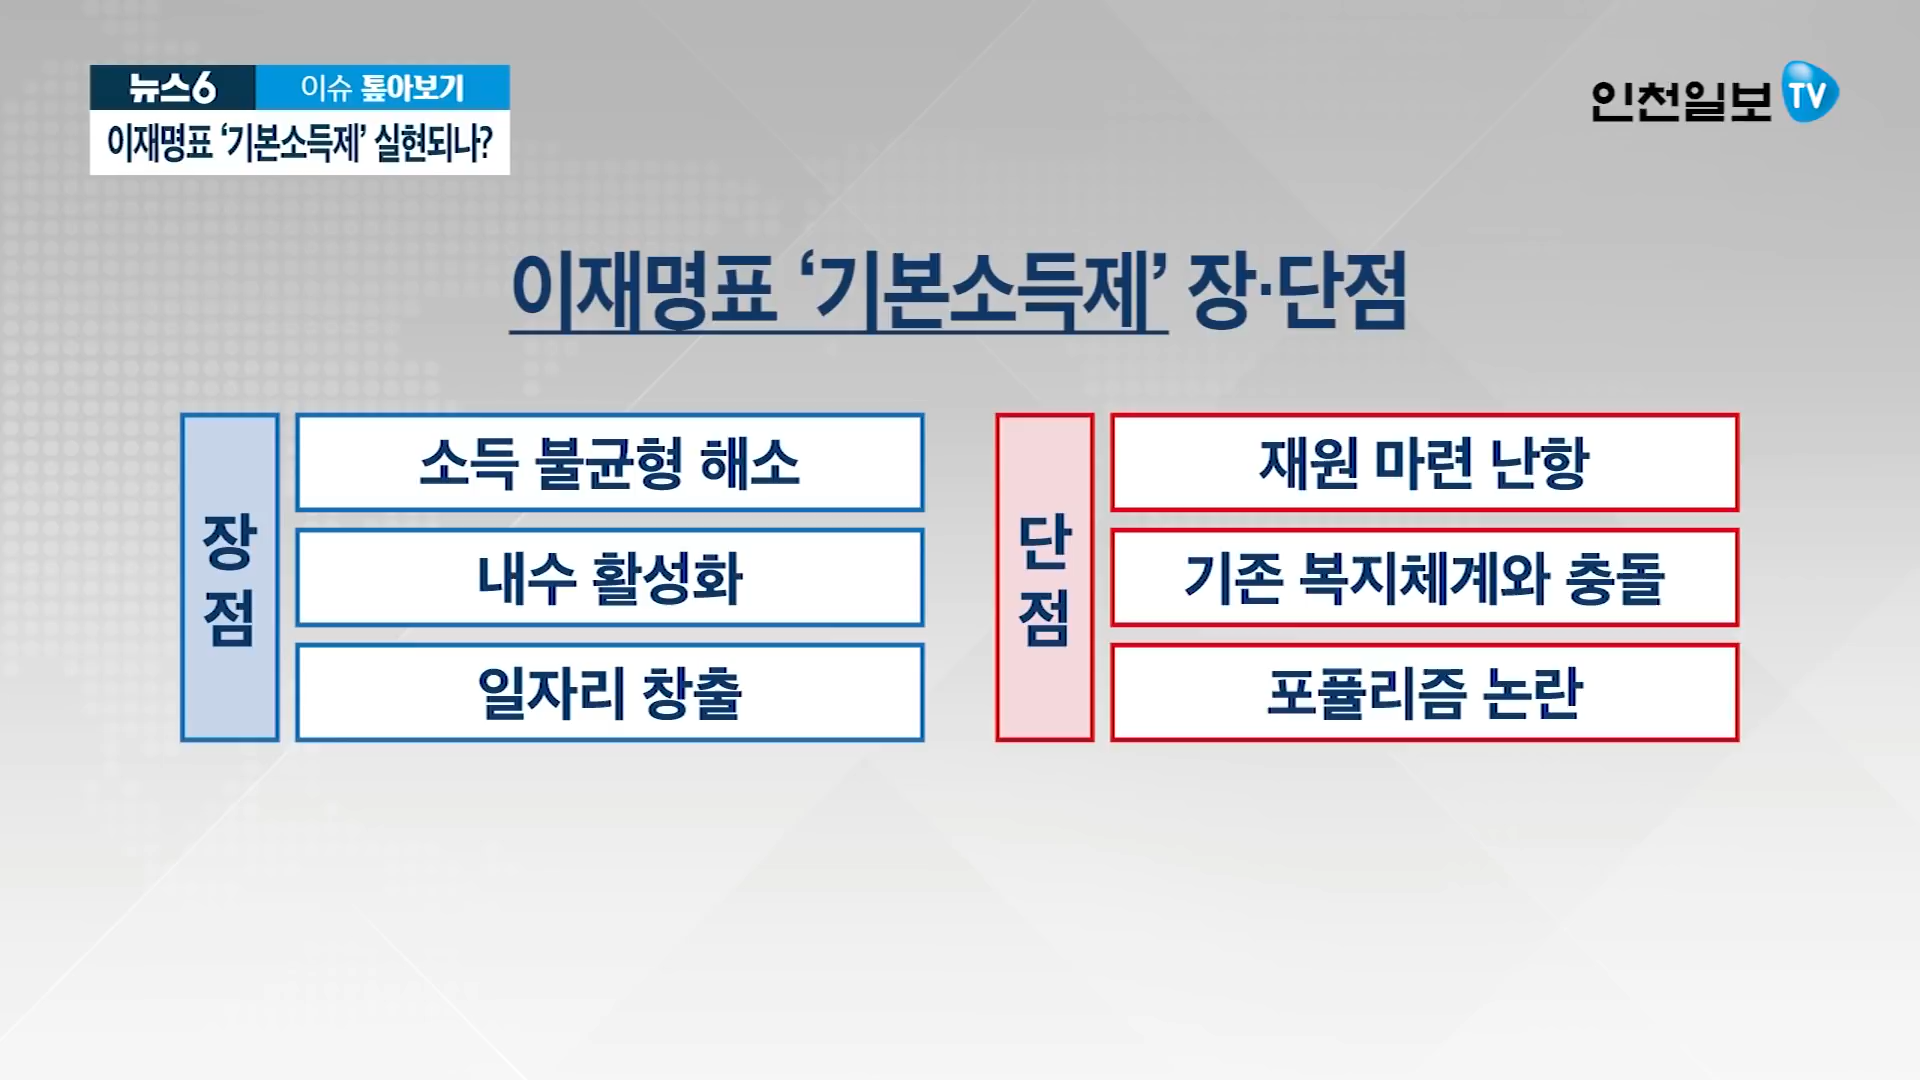 뉴스6 이슈 톺아보기
이재명표 ‘기본소득제’ 실현되나?
인천일보 TV
이재명표 ‘기본소득제’ 장·단점
장점
소득 불균형 해소
내수 활성화
일자리 창출
단점
재원 마련 난항
기존 복지체계와 충돌
포퓰리즘 논란